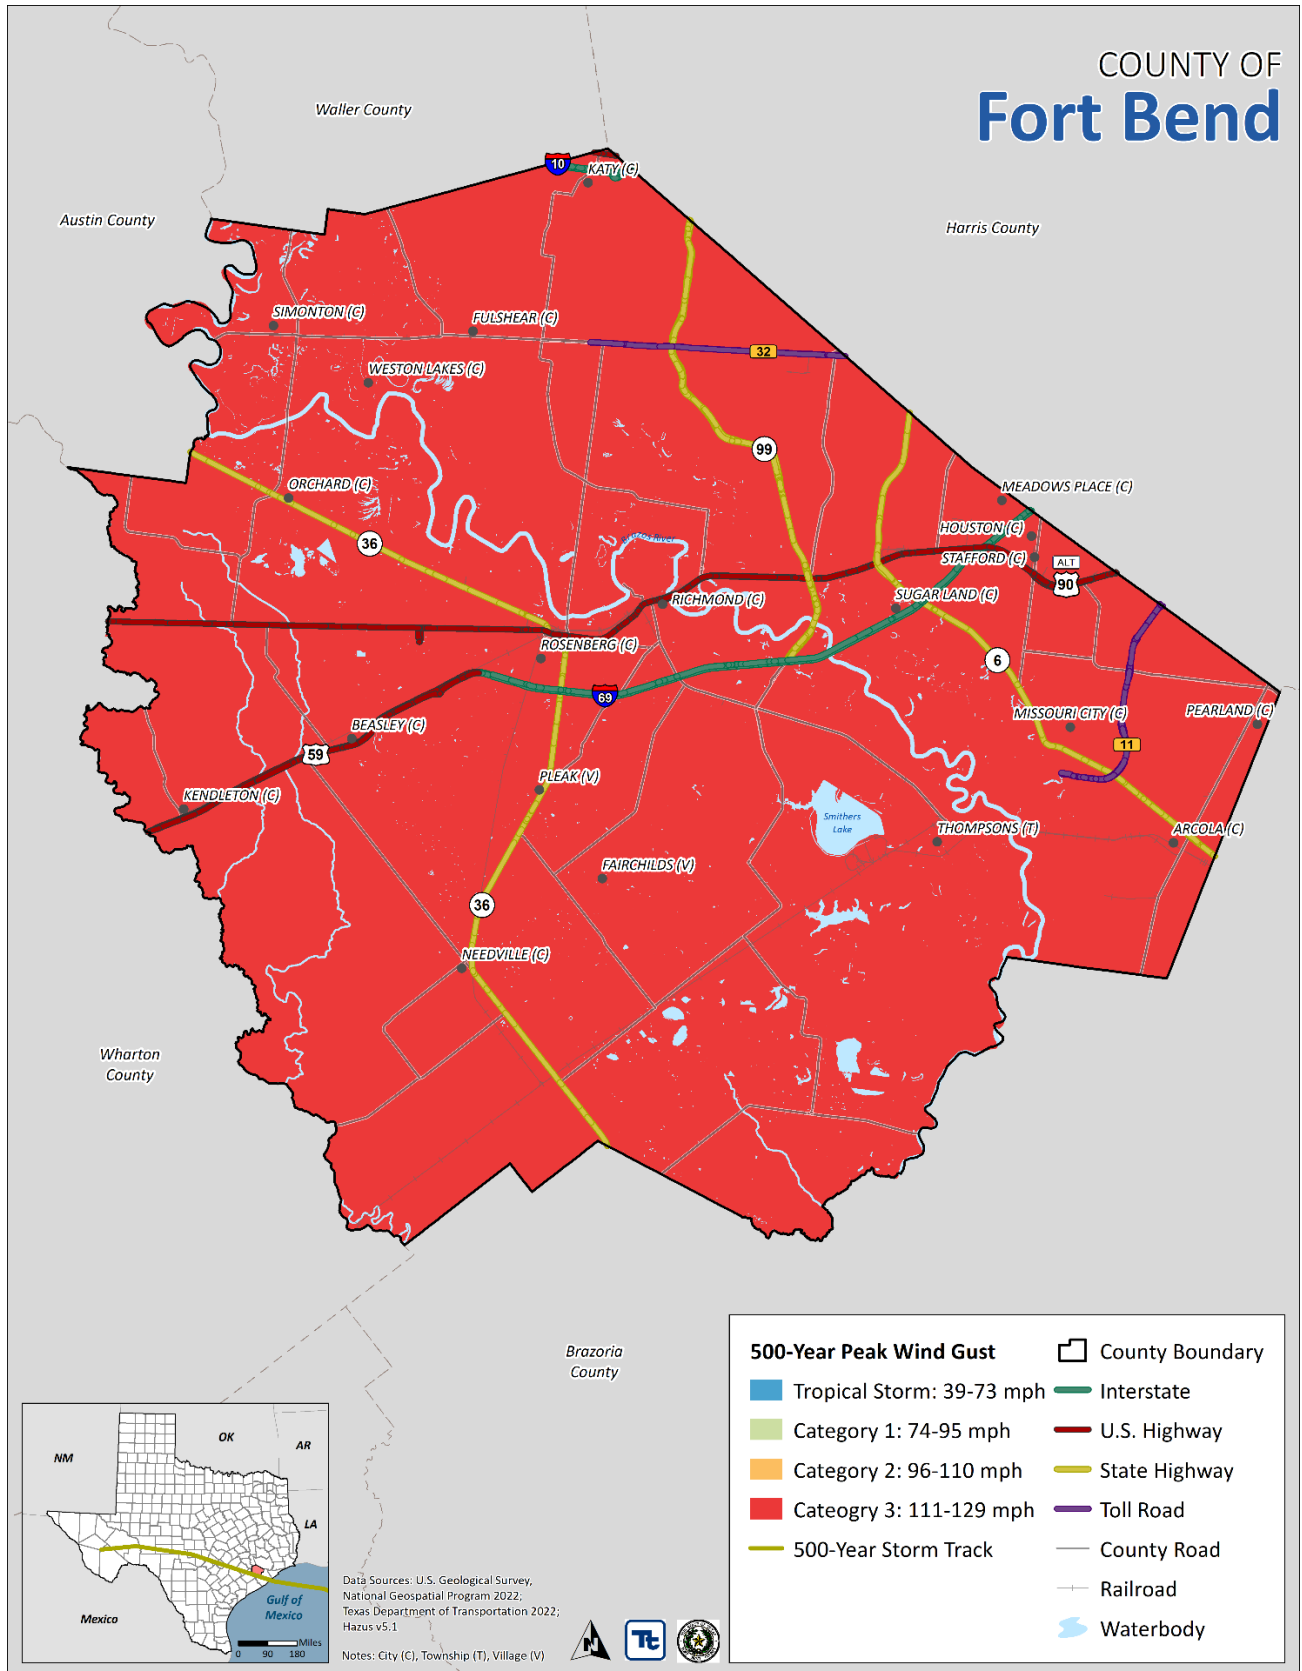 COUNTY OF
Fort Bend
Waller County
Austin County
Harris County
10
KATY (C)
SIMONTON (C)
FULSHEAR (C)
32
WESTON LAKES (C)
99
ORCHARD (C)
MEADOWS PLACE (C)
HOUSTON (C)
36
Brazos River
STAFFORD (C)
ALT
90
SUGAR LAND (C)
RICHMOND (C)
ROSENBERG (C)
6
69
MISSOURI CITY (C)
PEARLAND (C)
BEASLEY (C)
59
11
PLEAK (V)
KENDLETON (C)
Smithers
Lake
THOMPSONS (T)
ARCOLA (C)
FAIRCHILDS (V)
36
NEEDVILLE (C)
Wharton
County
Brazoria
County
500-Year Peak Wind Gust
Tropical Storm: 39-73 mph
Category 1: 74-95 mph
Category 2: 96-110 mph
Cateogry 3: 111-129 mph
500-Year Storm Track
County Boundary
Interstate
U.S. Highway
State Highway
Toll Road
County Road
Railroad
Waterbody
NM
OK
AR
LA
Mexico
Gulf of
Mexico
Miles
0 90 180
Data Sources: U.S. Geological Survey,
National Geospatial Program 2022;
Texas Department of Transportation 2022;
Hazus v5.1
Notes: City (C), Township (T), Village (V)
N
Tt